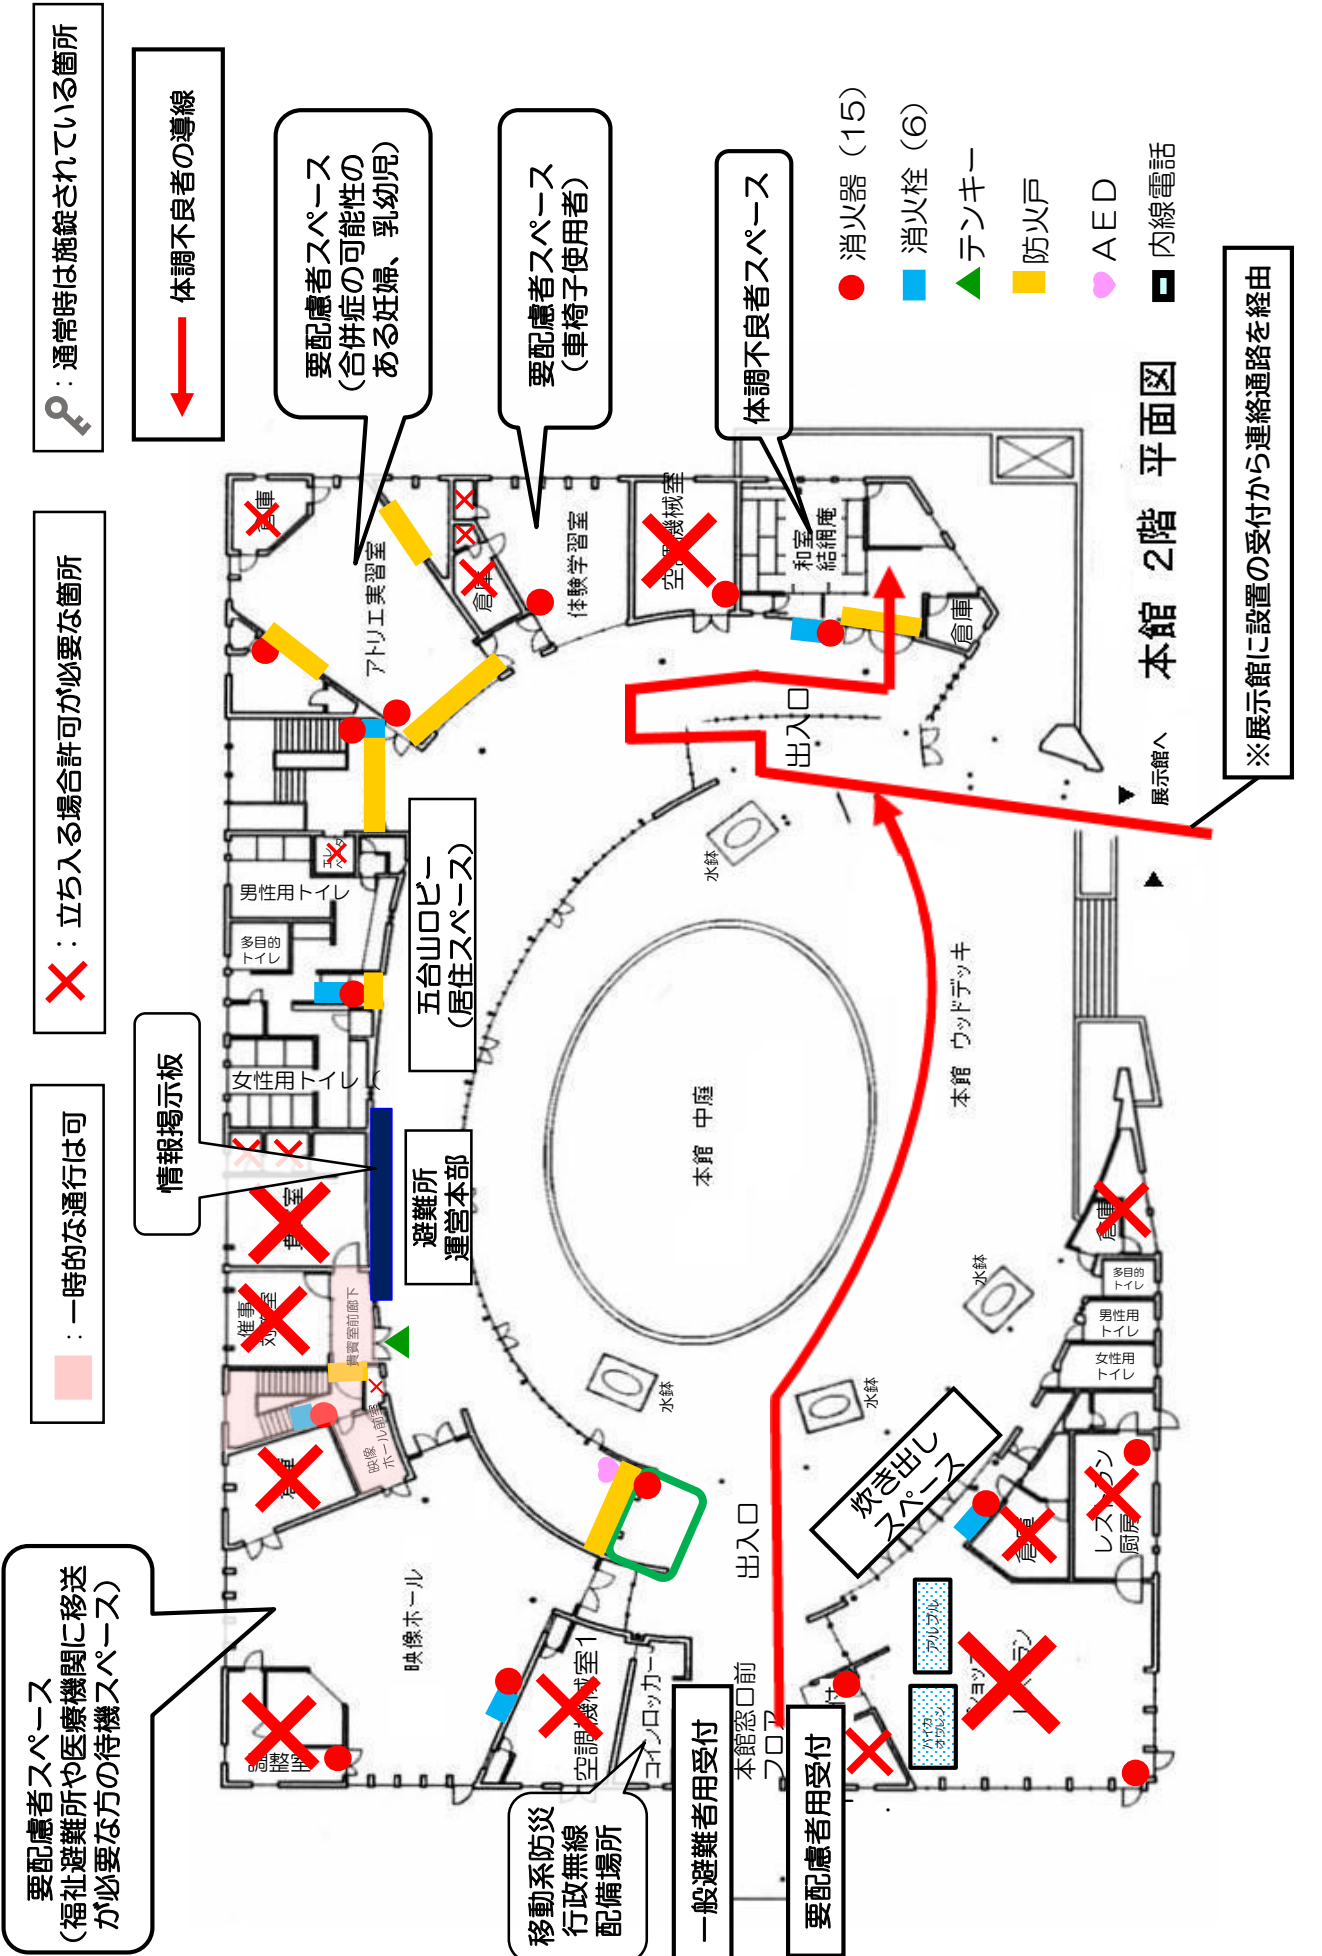 🗝：通常時は施錠されている箇所
×：立ち入る場合許可が必要な箇所
：一時的な通行は可
体調不良者の導線
要配慮者スペース
（合併症の可能性の
ある妊婦、乳幼児）
要配慮者スペース
（車椅子使用者）
体調不良者スペース
消火器（15）
消火栓（6）
テンキー
防火戸
AED
内線電話
本館 2階 平面図
※展示館に設置の受付から連絡通路を経由
情報掲示板
五台山ロビー
（居住スペース）
避難所
運営本部
要配慮者スペース
（福祉避難所や医療機関に移送
が必要な方の待機スペース）
移動系防災
行政無線
配備場所
一般避難者用受付
要配慮者用受付
炊き出し
スペース
倉庫
アトリエ実習室
倉庫
体験学習室
空調機械室
和室
結網庵
倉庫
出入口
展示館へ
男性用トイレ
多目的
トイレ
女性用トイレ（
水鉢
本館 中庭
本館 ウッドデッキ
貴賓室前廊下
映像
ホール前室
水鉢
水鉢
水鉢
倉庫
多目的
トイレ
男性用
トイレ
女性用
トイレ
倉庫
レストラン
厨房
出入口
映像ホール
調整室
空調機械室1
コインロッカー
本館窓口前
フロア